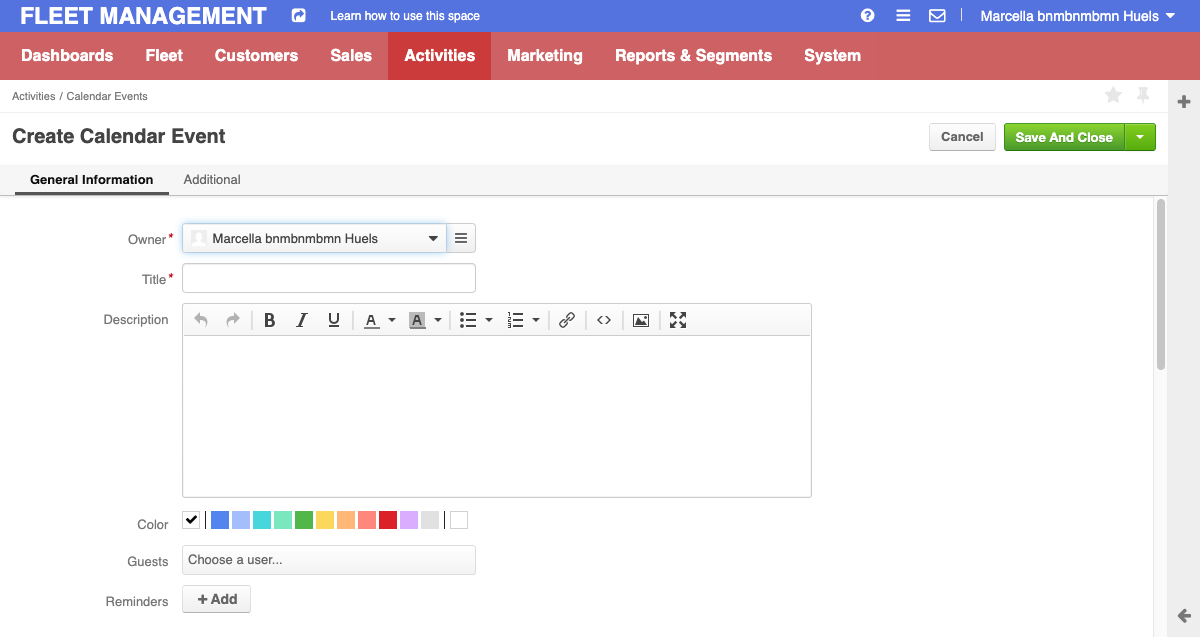 FLEET MANAGEMENT Learn how to use this space Marcella bnmbnmbmn Huels
Dashboards Fleet Customers Sales Activities Marketing Reports & Segments System
Activities / Calendar Events
Create Calendar Event Cancel Save And Close
General Information Additional
Owner* Marcella bnmbnmbmn Huels
Title*
Description B I U A A
Color
Guests Choose a user...
Reminders + Add